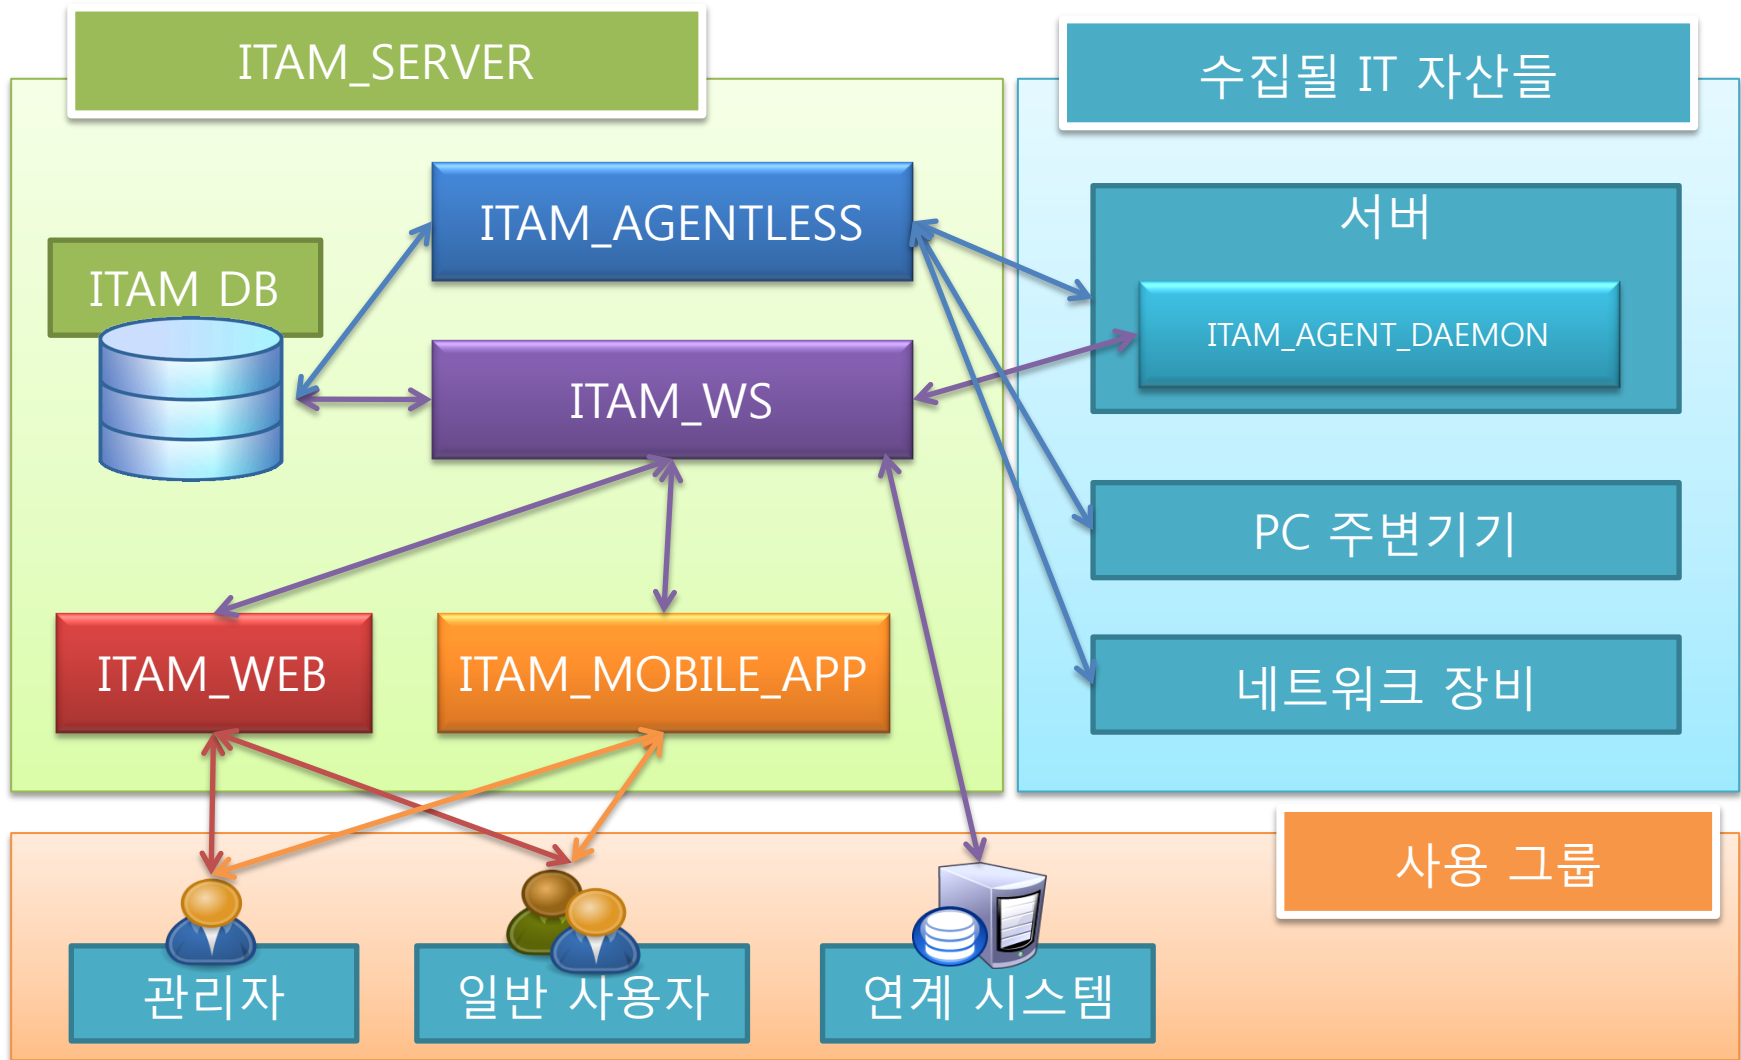 ITAM_SERVER
수집될 IT 자산들
ITAM_AGENTLESS
서버
ITAM DB
ITAM_AGENT_DAEMON
ITAM_WS
PC 주변기기
ITAM_WEB
ITAM_MOBILE_APP
네트워크 장비
사용 그룹
관리자
일반 사용자
연계 시스템